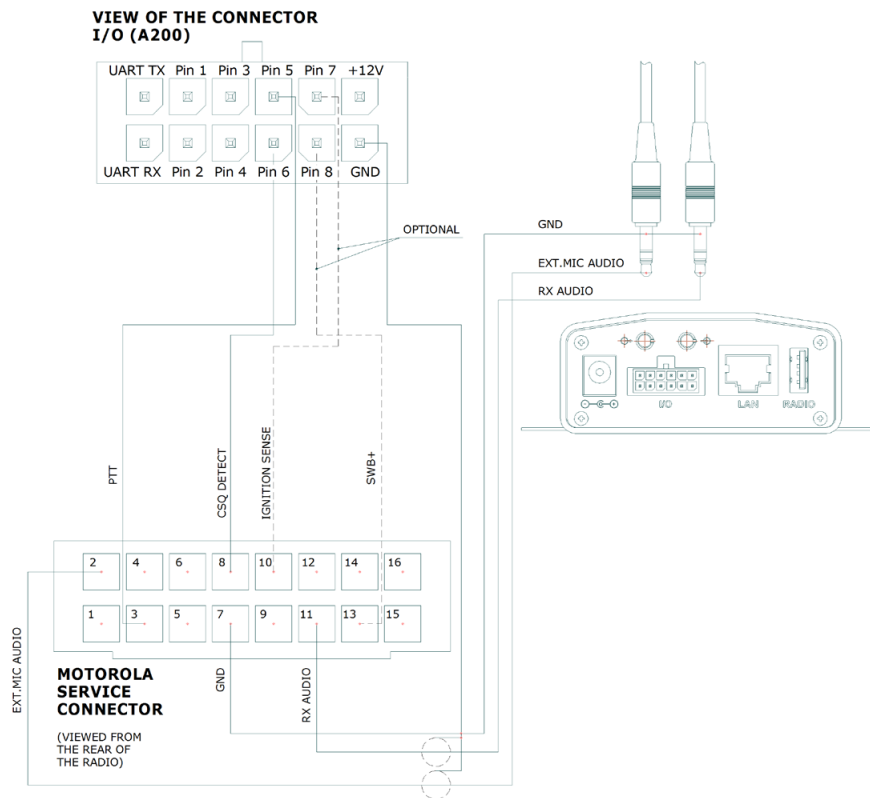 VIEW OF THE CONNECTOR
I/O (A200)
UART TX Pin 1 Pin 3 Pin 5 Pin 7 +12V
UART RX Pin 2 Pin 4 Pin 6 Pin 8 GND
OPTIONAL
GND
EXT.MIC AUDIO
RX AUDIO
I/O LAN RADIO
PTT
CSQ DETECT
IGNITION SENSE
SWB+
2 4 6 8 10 12 14 16
1 3 5 7 9 11 13 15
EXT.MIC AUDIO
GND
RX AUDIO
MOTOROLA
SERVICE
CONNECTOR
(VIEWED FROM
THE REAR OF
THE RADIO)